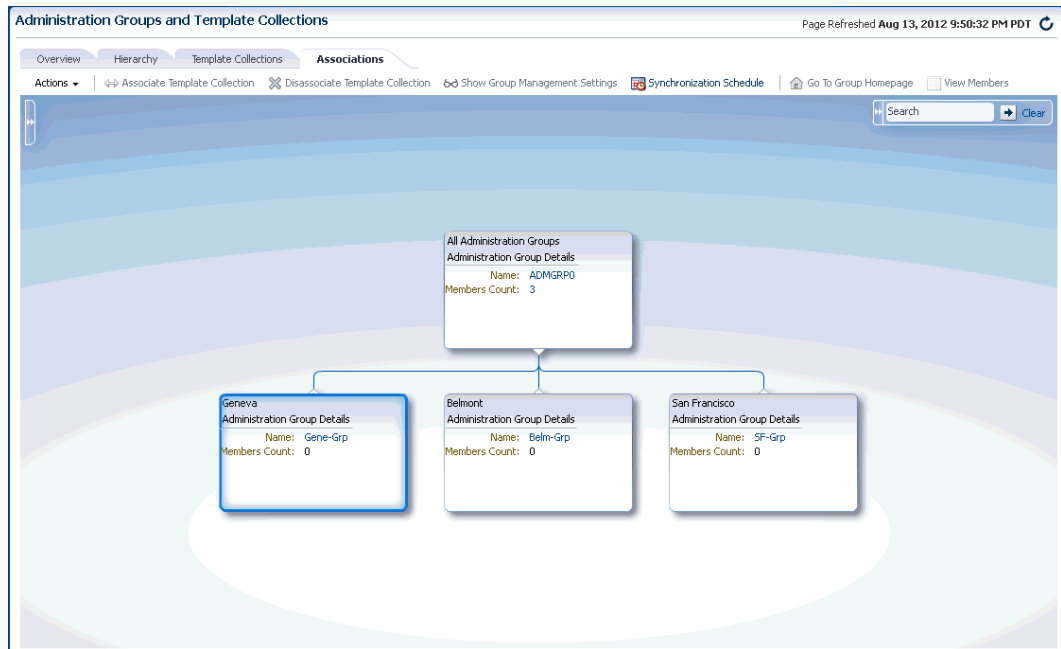 Administration Groups and Template Collections
Page Refreshed Aug 13, 2012 9:50:32 PM PDT
Overview Hierarchy Template Collections Associations
Actions Associate Template Collection Disassociate Template Collection Show Group Management Settings Synchronization Schedule Go To Group Homepage View Members
Search Clear
All Administration Groups
Administration Group Details
Name: ADMGRP0
Members Count: 3
Geneva
Administration Group Details
Name: Gene-Grp
Members Count: 0
Belmont
Administration Group Details
Name: Belm-Grp
Members Count: 0
San Francisco
Administration Group Details
Name: SF-Grp
Members Count: 0